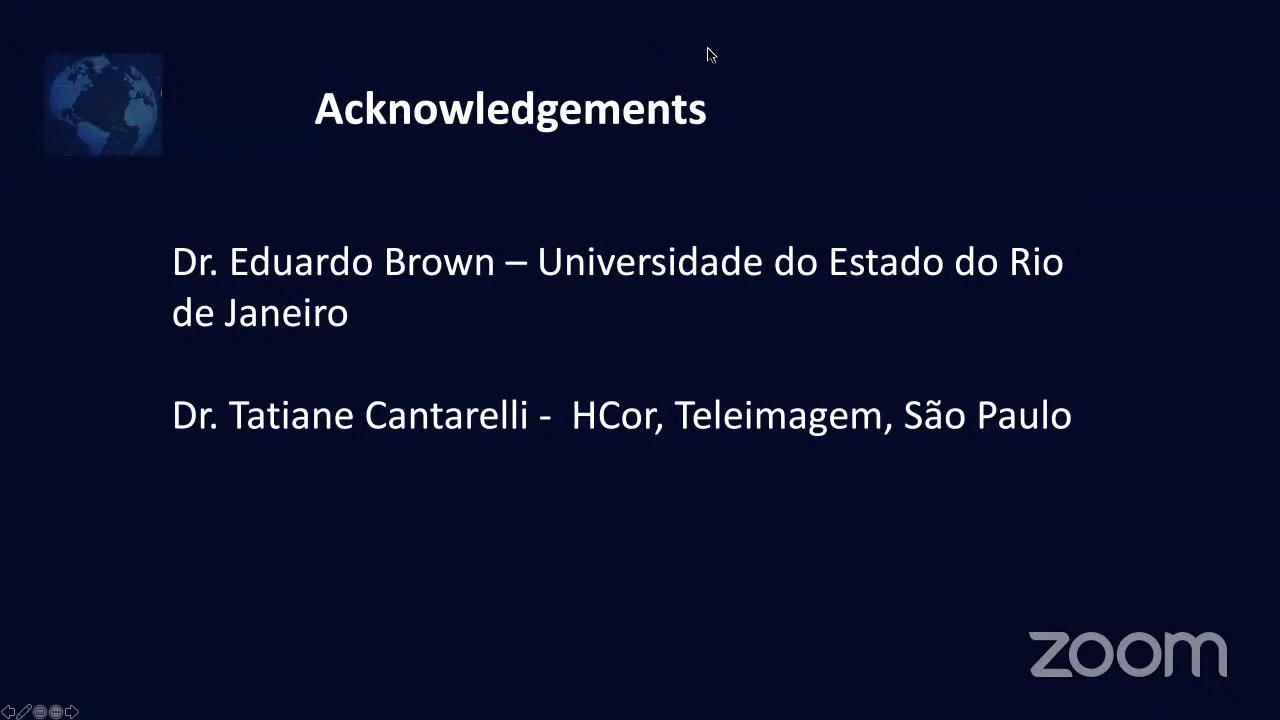 Acknowledgements
Dr. Eduardo Brown – Universidade do Estado do Rio
de Janeiro
Dr. Tatiane Cantarelli -  HCor, Teleimagem, São Paulo
zoom